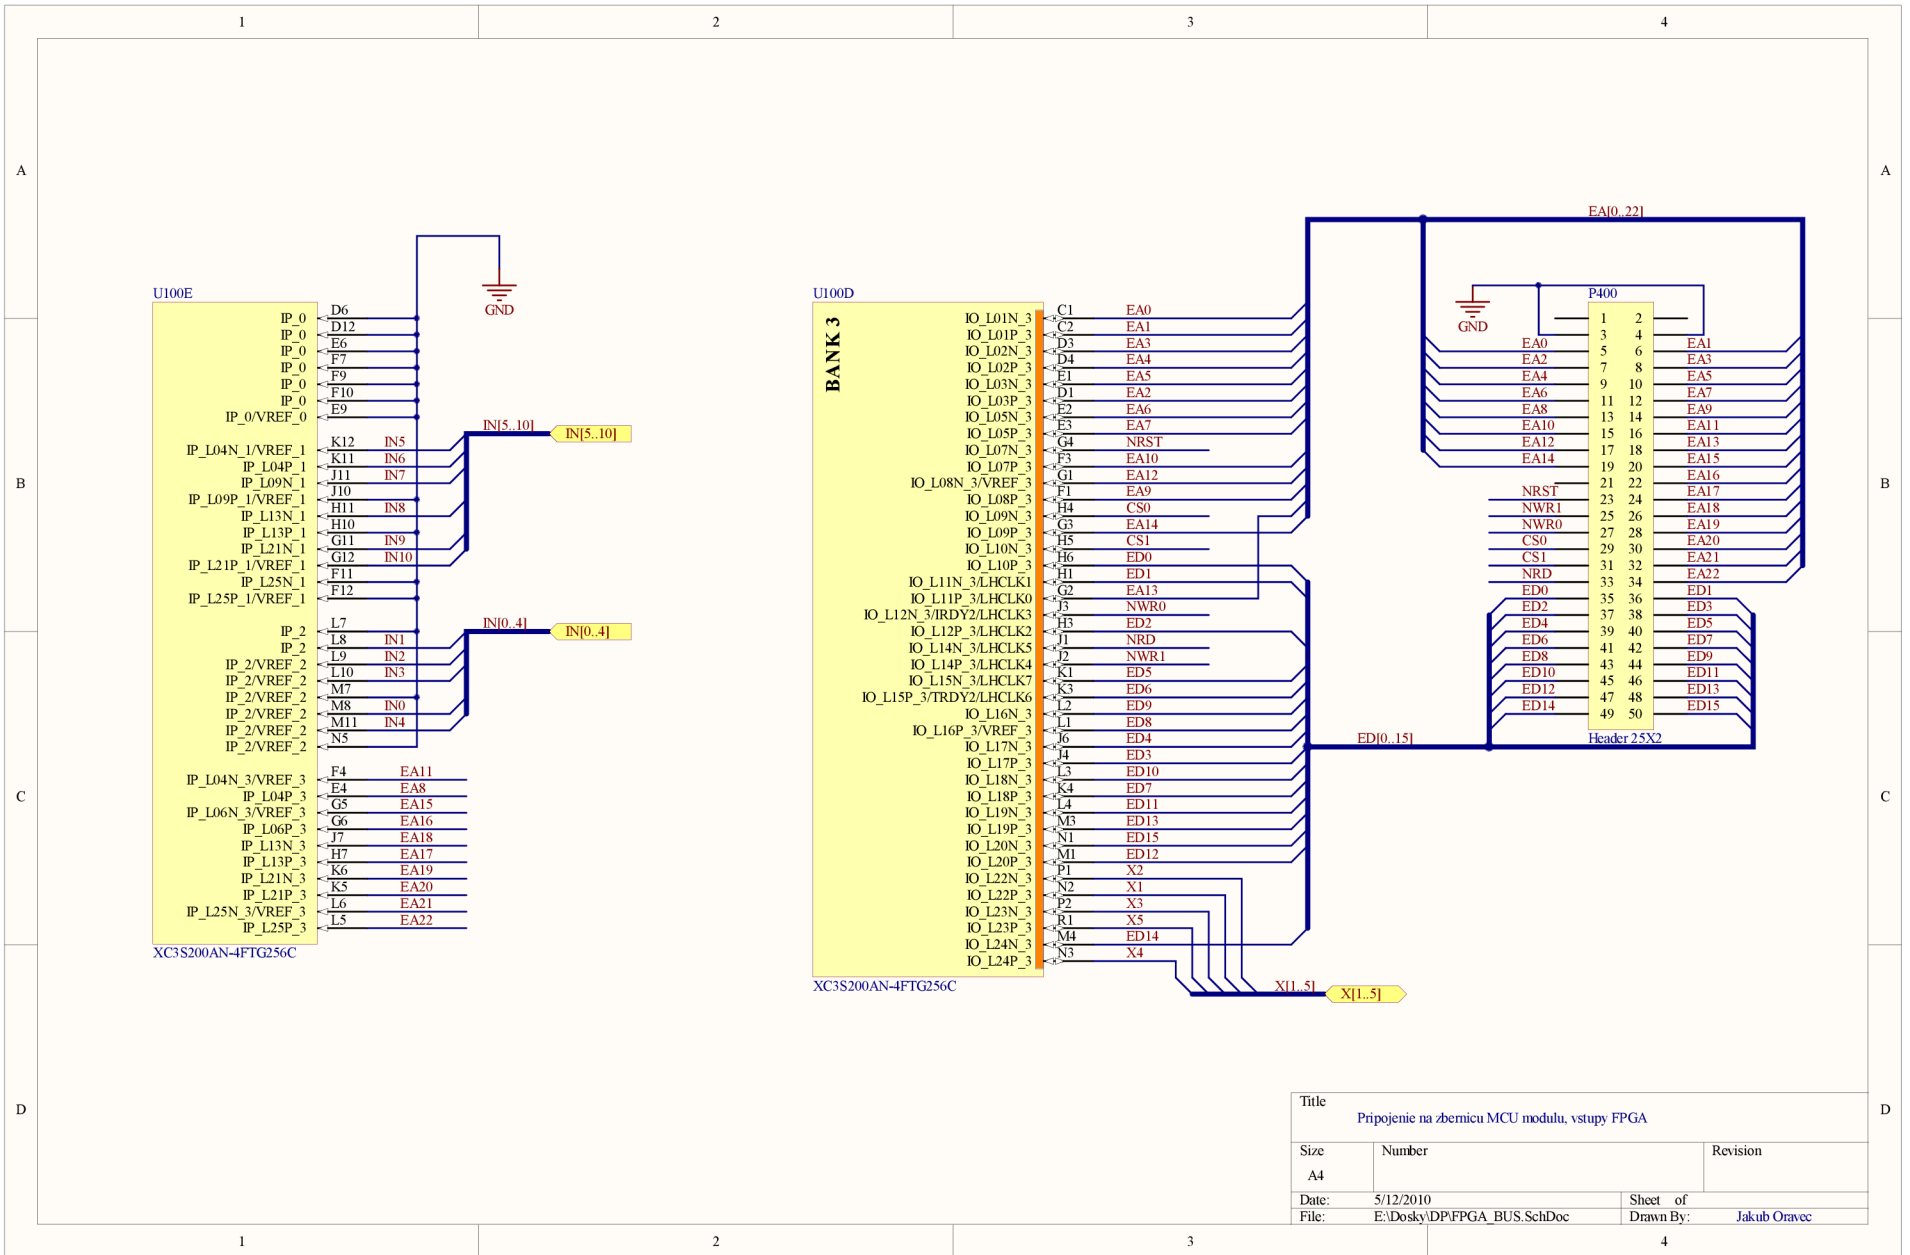 1 2 3 4
A A
B B
C C
D D
U100E
IP_0 D6
IP_0 D12
IP_0 E6
IP_0 F7
IP_0 F9
IP_0 F10
IP_0/VREF_0 E9
IP_L04N_1/VREF_1 K12 IN5
IP_L04P_1 K11 IN6
IP_L09N_1 J11 IN7
IP_L09P_1/VREF_1 J10
IP_L13N_1 H11 IN8
IP_L13P_1 H10
IP_L21N_1 G11 IN9
IP_L21P_1/VREF_1 G12 IN10
IP_L25N_1 F11
IP_L25P_1/VREF_1 F12
IP_2 L7
IP_2 L8 IN1
IP_2/VREF_2 L9 IN2
IP_2/VREF_2 L10 IN3
IP_2/VREF_2 M7
IP_2/VREF_2 M8 IN0
IP_2/VREF_2 M11 IN4
IP_2/VREF_2 N5
IP_L04N_3/VREF_3 F4 EA11
IP_L04P_3 E4 EA8
IP_L06N_3/VREF_3 G5 EA15
IP_L06P_3 G6 EA16
IP_L13N_3 J7 EA18
IP_L13P_3 H7 EA17
IP_L21N_3 K6 EA19
IP_L21P_3 K5 EA20
IP_L25N_3/VREF_3 L6 EA21
IP_L25P_3 L5 EA22
XC3S200AN-4FTG256C
GND
IN[5..10] IN[5..10]
IN[0..4] IN[0..4]
U100D
BANK 3
IO_L01N_3 C1 EA0
IO_L01P_3 C2 EA1
IO_L02N_3 D3 EA3
IO_L02P_3 D4 EA4
IO_L03N_3 E1 EA5
IO_L03P_3 D1 EA2
IO_L05N_3 E2 EA6
IO_L05P_3 E3 EA7
IO_L07N_3 G4 NRST
IO_L07P_3 F3 EA10
IO_L08N_3/VREF_3 G1 EA12
IO_L08P_3 F1 EA9
IO_L09N_3 H4 CS0
IO_L09P_3 G3 EA14
IO_L10N_3 H5 CS1
IO_L10P_3 H6 ED0
IO_L11N_3/LHCLK1 H1 ED1
IO_L11P_3/LHCLK0 G2 EA13
IO_L12N_3/IRDY2/LHCLK3 J3 NWR0
IO_L12P_3/LHCLK2 H3 ED2
IO_L14N_3/LHCLK5 J1 NRD
IO_L14P_3/LHCLK4 J2 NWR1
IO_L15N_3/LHCLK7 K1 ED5
IO_L15P_3/TRDY2/LHCLK6 K3 ED6
IO_L16N_3 L2 ED9
IO_L16P_3/VREF_3 L1 ED8
IO_L17N_3 J6 ED4
IO_L17P_3 J4 ED3
IO_L18N_3 L3 ED10
IO_L18P_3 K4 ED7
IO_L19N_3 L4 ED11
IO_L19P_3 M3 ED13
IO_L20N_3 N1 ED15
IO_L20P_3 M1 ED12
IO_L22N_3 P1 X2
IO_L22P_3 N2 X1
IO_L23N_3 P2 X3
IO_L23P_3 R1 X5
IO_L24N_3 M4 ED14
IO_L24P_3 N3 X4
XC3S200AN-4FTG256C
X[1..5] X[1..5]
EA[0..22]
GND
P400
1 2
3 4
EA0 5 6 EA1
EA2 7 8 EA3
EA4 9 10 EA5
EA6 11 12 EA7
EA8 13 14 EA9
EA10 15 16 EA11
EA12 17 18 EA13
EA14 19 20 EA15
21 22 EA16
NRST 23 24 EA17
NWR1 25 26 EA18
NWR0 27 28 EA19
CS0 29 30 EA20
CS1 31 32 EA21
NRD 33 34 EA22
ED0 35 36 ED1
ED2 37 38 ED3
ED4 39 40 ED5
ED6 41 42 ED7
ED8 43 44 ED9
ED10 45 46 ED11
ED12 47 48 ED13
ED14 49 50 ED15
ED[0..15]
Header 25X2
Title
Pripojenie na zbernicu MCU modulu, vstupy FPGA
Size Number Revision
A4
Date: 5/12/2010 Sheet of
File: E:\Dosky\DP\FPGA_BUS.SchDoc Drawn By: Jakub Oravec
1 2 3 4